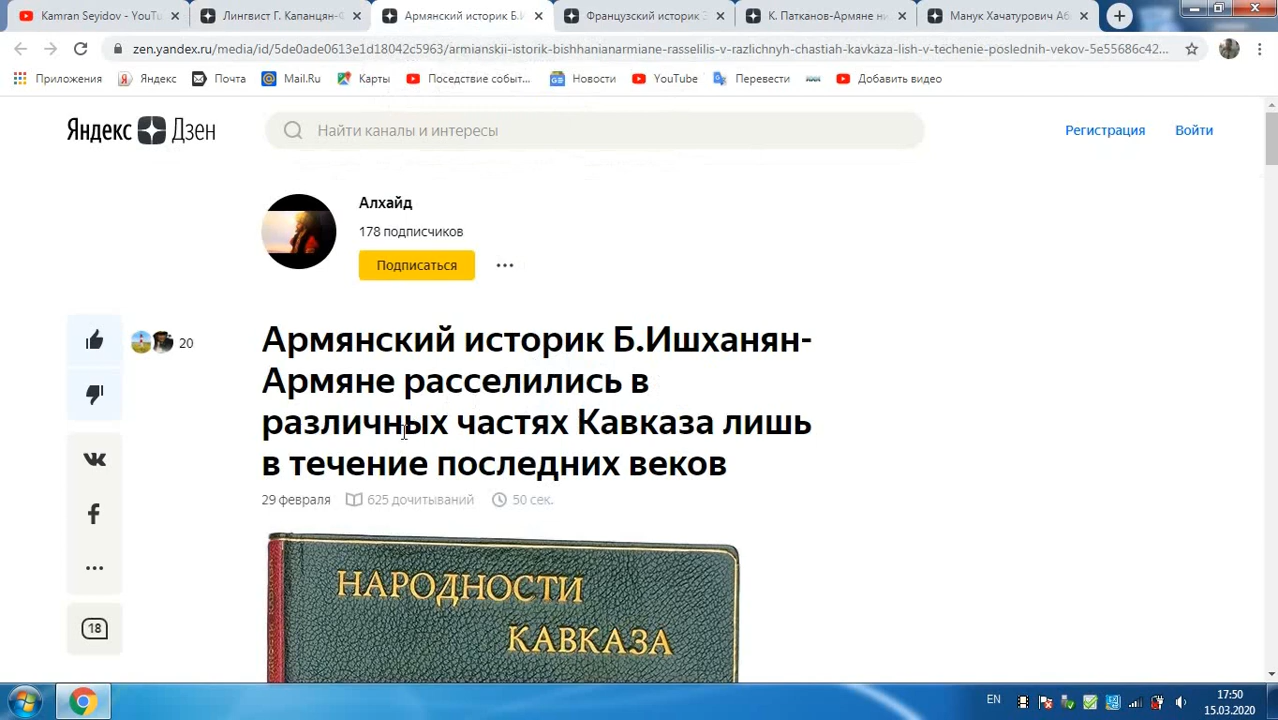 Kamran Seyidov - YouTu
Лингвист Г. Капанцян-Ф
Армянский историк Б.И
Французский историк Э
К. Патканов-Армяне ни
Манук Хачатурович Аб
zen.yandex.ru/media/id/5de0ade0613e1d18042c5963/armianskii-istorik-bishhanianarmiane-rasselilis-v-razlichnyh-chastiah-kavkaza-lish-v-techenie-poslednih-vekov-5e55686c42...
Приложения
Яндекс
Почта
Mail.Ru
Карты
Поседствие событ...
Новости
YouTube
Перевести
Добавить видео
Яндекс Дзен
Найти каналы и интересы
Регистрация
Войти
Алхайд
178 подписчиков
Подписаться
20
Армянский историк Б.Ишханян-
Армяне расселились в
различных частях Кавказа лишь
в течение последних веков
29 февраля
625 дочитываний
50 сек.
18
НАРОДНОСТИ
КАВКАЗА
EN
17:50
15.03.2020